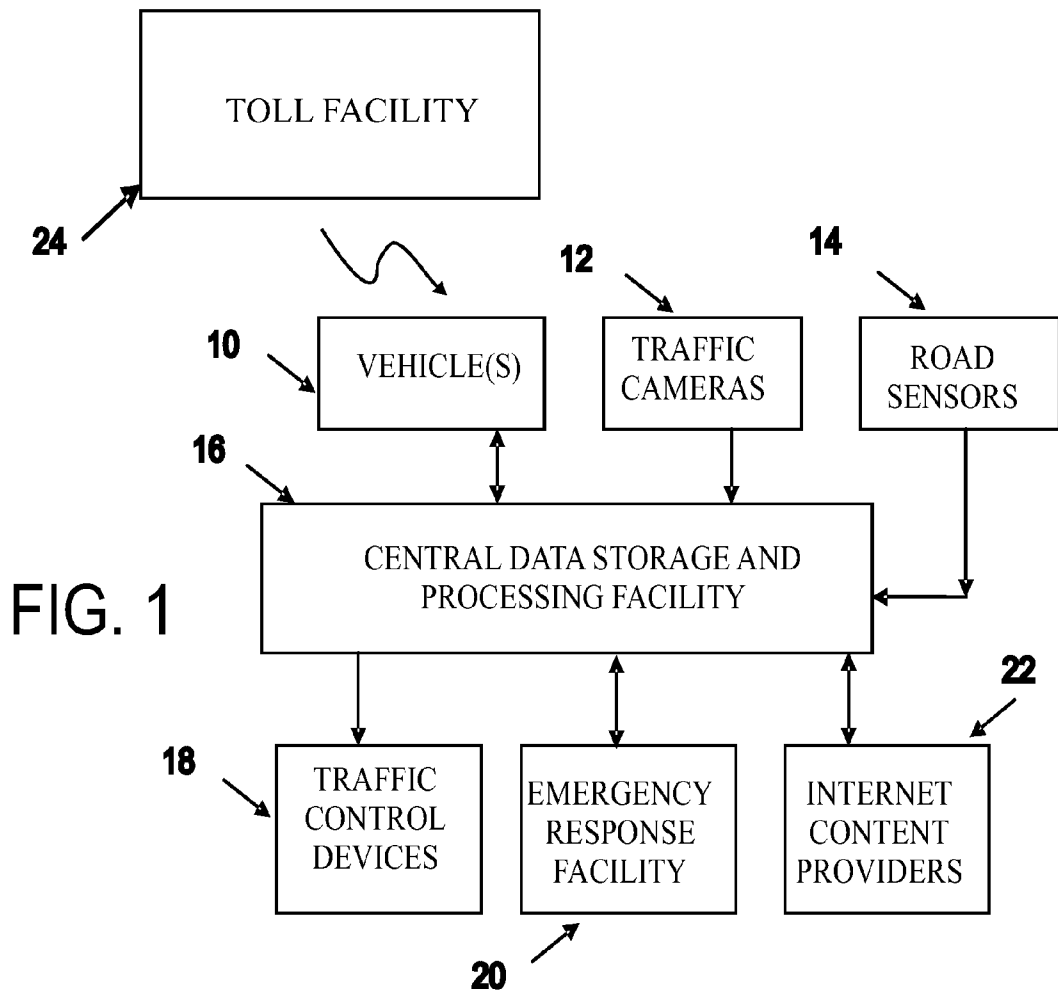 TOLL FACILITY
24
12
14
10
VEHICLE(S)
TRAFFIC
CAMERAS
ROAD
SENSORS
16
CENTRAL DATA STORAGE AND
PROCESSING FACILITY
FIG. 1
22
18
TRAFFIC
CONTROL
DEVICES
EMERGENCY
RESPONSE
FACILITY
INTERNET
CONTENT
PROVIDERS
20